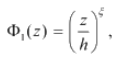 Φ₁(z) = (z/h)^ξ,